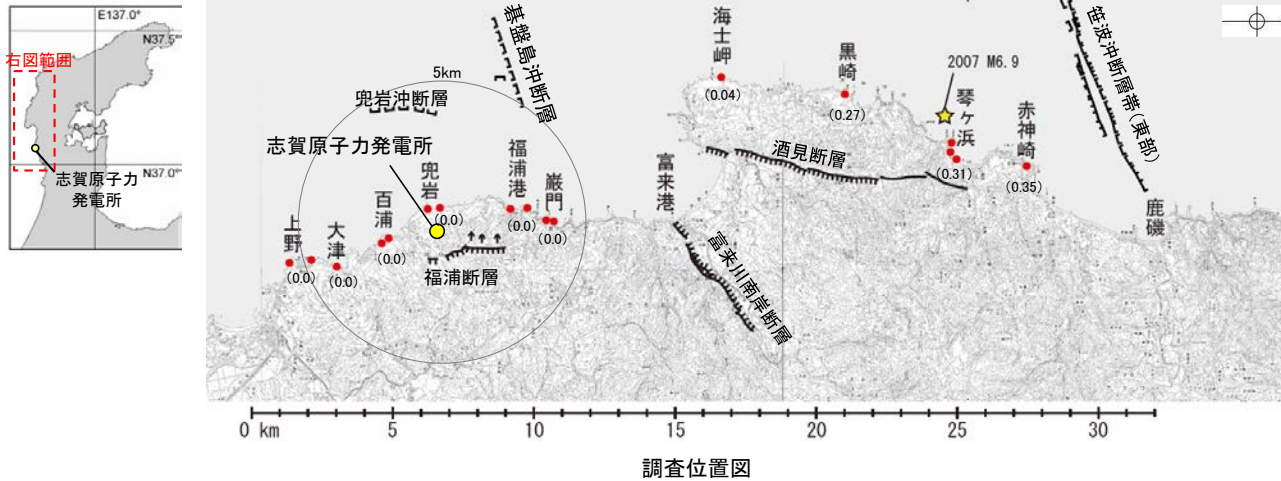 E137.0°
N37.5°
右図範囲
N37.0°
志賀原子力
発電所
5km
兜岩沖断層
碁盤島沖断層
志賀原子力発電所
海士岬
(0.04)
黒崎
(0.27)
2007 M6.9
琴ヶ浜
(0.31)
赤神崎
(0.35)
笹波沖断層帯(東部)
鹿磯
酒見断層
富来港
富来川南岸断層
上野
(0.0)
大津
(0.0)
百浦
(0.0)
兜岩
(0.0)
福浦港
(0.0)
巌門
(0.0)
福浦断層
0 km
5
10
15
20
25
30
調査位置図